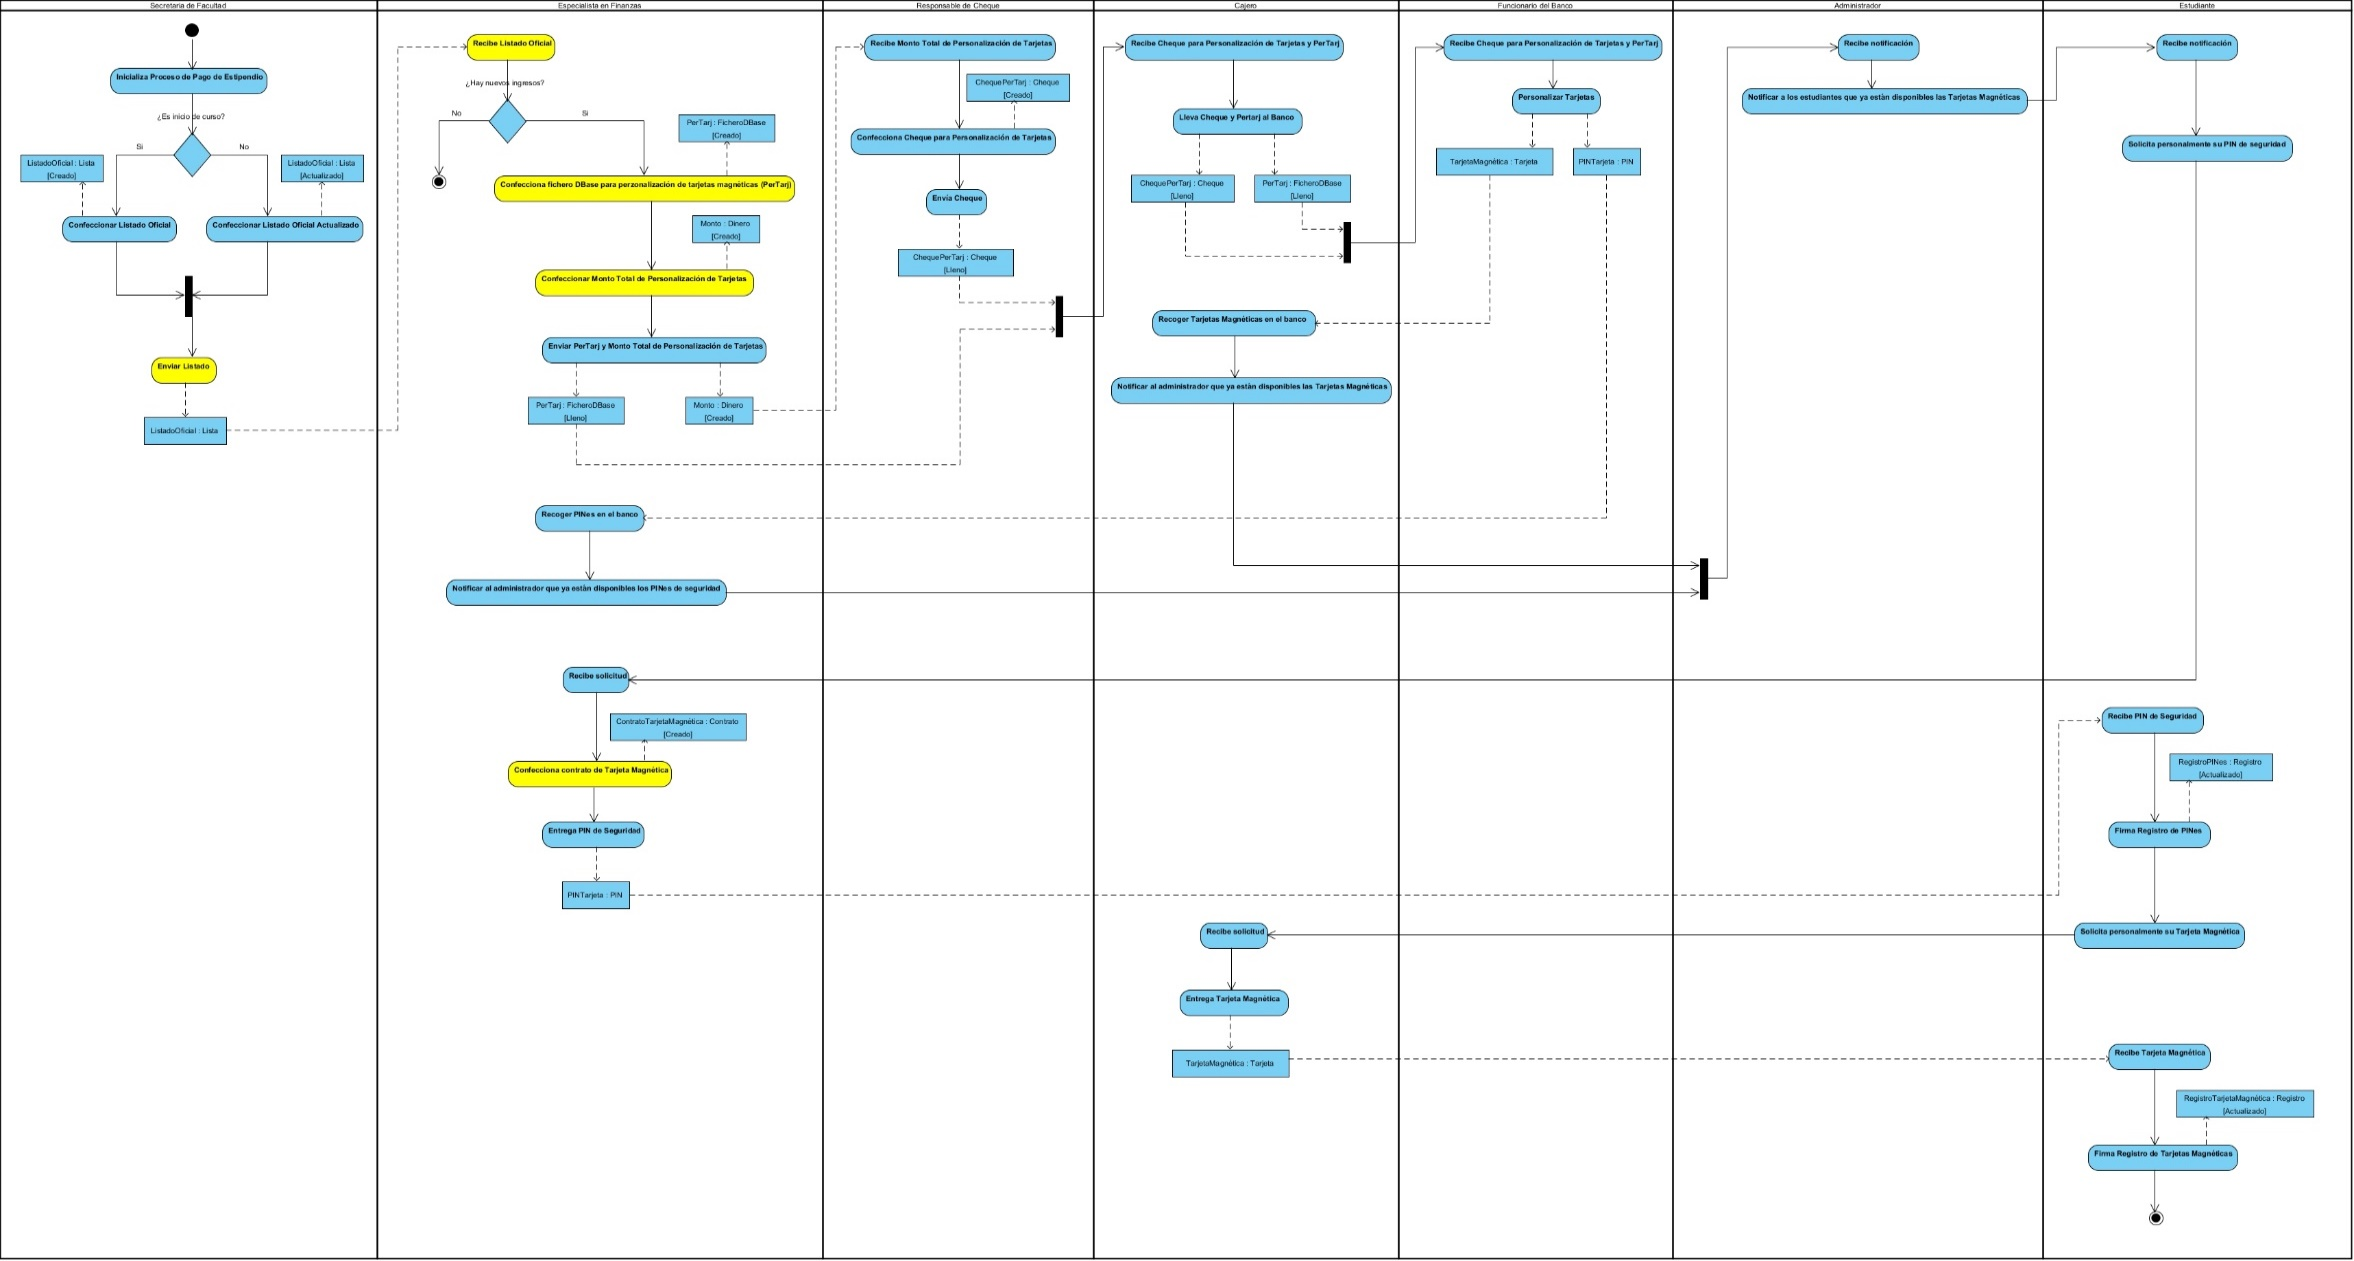 Secretaria de Facultad
Inicializa Proceso de Pago de Estipendio
¿Es inicio de curso?
Si
No
ListadoOficial : Lista
[Creado]
ListadoOficial : Lista
[Actualizado]
Confeccionar Listado Oficial
Confeccionar Listado Oficial Actualizado
Enviar Listado
ListadoOficial : Lista
Especialista en Finanzas
Recibe Listado Oficial
¿Hay nuevos ingresos?
No
Si
PerTarj : FicheroDBase
[Creado]
Confecciona fichero DBase para perzonalización de tarjetas magnéticas (PerTarj)
Monto : Dinero
[Creado]
Confeccionar Monto Total de Personalización de Tarjetas
Enviar PerTarj y Monto Total de Personalización de Tarjetas
PerTarj : FicheroDBase
[Lleno]
Monto : Dinero
[Creado]
Recoger PINes en el banco
Notificar al administrador que ya están disponibles los PINes de seguridad
Recibe solicitud
ContratoTarjetaMagnética : Contrato
[Creado]
Confecciona contrato de Tarjeta Magnética
Entrega PIN de Seguridad
PINTarjeta : PIN
Responsable de Cheque
Recibe Monto Total de Personalización de Tarjetas
ChequePerTarj : Cheque
[Creado]
Confecciona Cheque para Personalización de Tarjetas
Envía Cheque
ChequePerTarj : Cheque
[Lleno]
Cajero
Recibe Cheque para Personalización de Tarjetas y PerTarj
Lleva Cheque y Pertarj al Banco
ChequePerTarj : Cheque
[Lleno]
PerTarj : FicheroDBase
[Lleno]
Recoger Tarjetas Magnéticas en el banco
Notificar al administrador que ya están disponibles las Tarjetas Magnéticas
Recibe solicitud
Entrega Tarjeta Magnética
TarjetaMagnética : Tarjeta
Funcionario del Banco
Recibe Cheque para Personalización de Tarjetas y PerTarj
Personalizar Tarjetas
TarjetaMagnética : Tarjeta
PINTarjeta : PIN
Administrador
Recibe notificación
Notificar a los estudiantes que ya están disponibles las Tarjetas Magnéticas
Estudiante
Recibe notificación
Solicita personalmente su PIN de seguridad
Recibe PIN de Seguridad
RegistroPINes : Registro
[Actualizado]
Firma Registro de PINes
Solicita personalmente su Tarjeta Magnética
Recibe Tarjeta Magnética
RegistroTarjetaMagnética : Registro
[Actualizado]
Firma Registro de Tarjetas Magnéticas